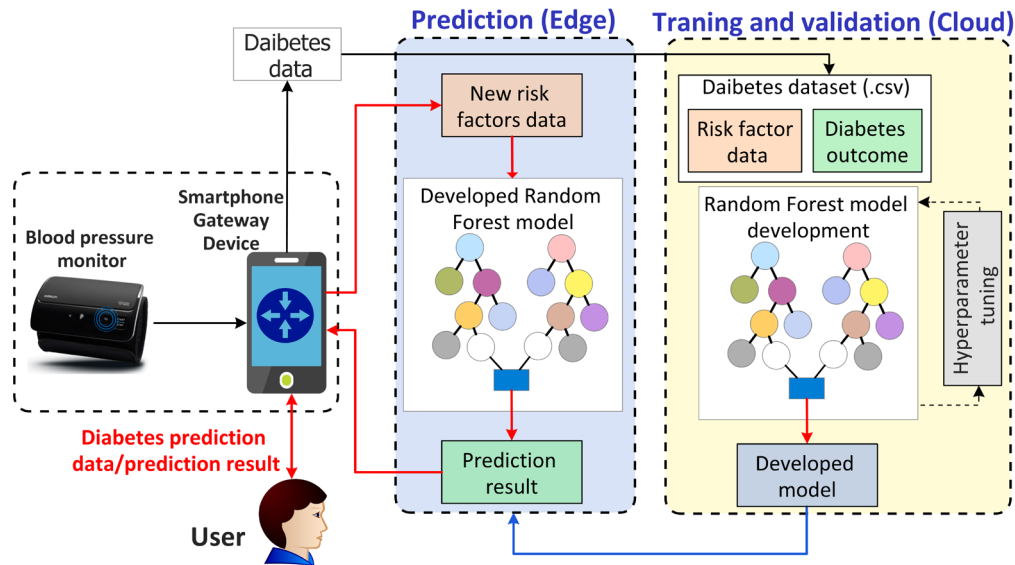 Prediction (Edge)
Traning and validation (Cloud)
Daibetes
data
New risk
factors data
Daibetes dataset (.csv)
Risk factor
data
Diabetes
outcome
Smartphone
Gateway
Device
Blood pressure
monitor
Developed Random
Forest model
Random Forest model
development
Hyperparameter
tuning
Diabetes prediction
data/prediction result
Prediction
result
Developed
model
User